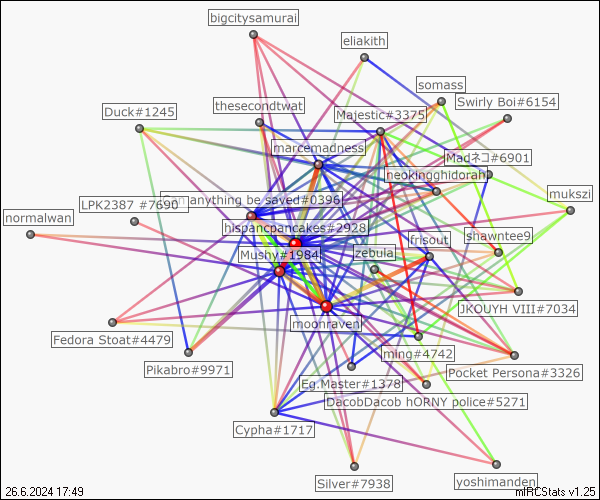 bigcitysamurai
eliakith
somass
Swirly Boi#6154
thesecondtwat
Duck#1245
Majestic#3375
marcemadness
Madネコ#6901
neokingghidorah
mukszi
anything be saved#0396
LPK2387 #7690
normalwan
hispancpancakes#2928
shawntee9
frisout
Mushy#1984
zebula
JKOUYH VIII#7034
moonraven
Fedora Stoat#4479
ming#4742
Pikabro#9971
Pocket Persona#3326
Eg.Master#1378
DacobDacob hORNY police#5271
Cypha#1717
Silver#7938
yoshimanden
26.6.2024 17:49
mIRCStats v1.25